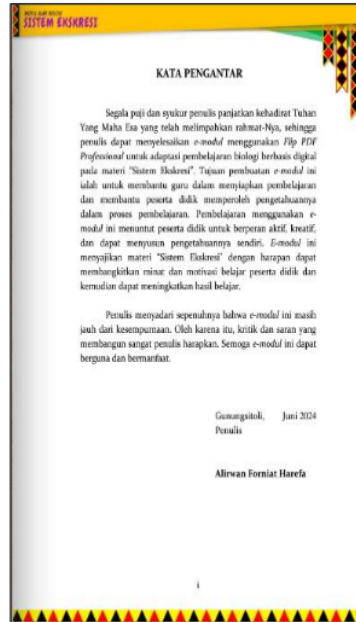 SISTEM EKSKRESI
KATA PENGANTAR
Segala puji dan syukur penulis panjatkan kehadirat Tuhan
Yang Maha Esa yang telah melimpahkan rahmat-Nya, sehingga
penulis dapat menyelesaikan e-modul menggunakan Flip PDF
Professional untuk adaptasi pembelajaran biologi berbasis digital
pada materi "Sistem Ekskresi". Tujuan pembuatan e-modul ini
ialah untuk membantu guru dalam menyiapkan pembelajaran
dan membantu peserta didik memperoleh pengetahuannya
dalam proses pembelajaran. Pembelajaran menggunakan e-
modul ini menuntut peserta didik untuk berperan aktif, kreatif,
dan dapat menyusun pengetahuannya sendiri. E-modul ini
menyajikan materi "Sistem Ekskresi" dengan harapan dapat
membangkitkan minat dan motivasi belajar peserta didik dan
kemudian dapat meningkatkan hasil belajar.
Penulis menyadari sepenuhnya bahwa e-modul ini masih
jauh dari kesempurnaan. Oleh karena itu, kritik dan saran yang
membangun sangat penulis harapkan. Semoga e-modul ini dapat
berguna dan bermanfaat.
Gunungsitoli, Juni 2024
Penulis
Alirwan Forniat Harefa
i